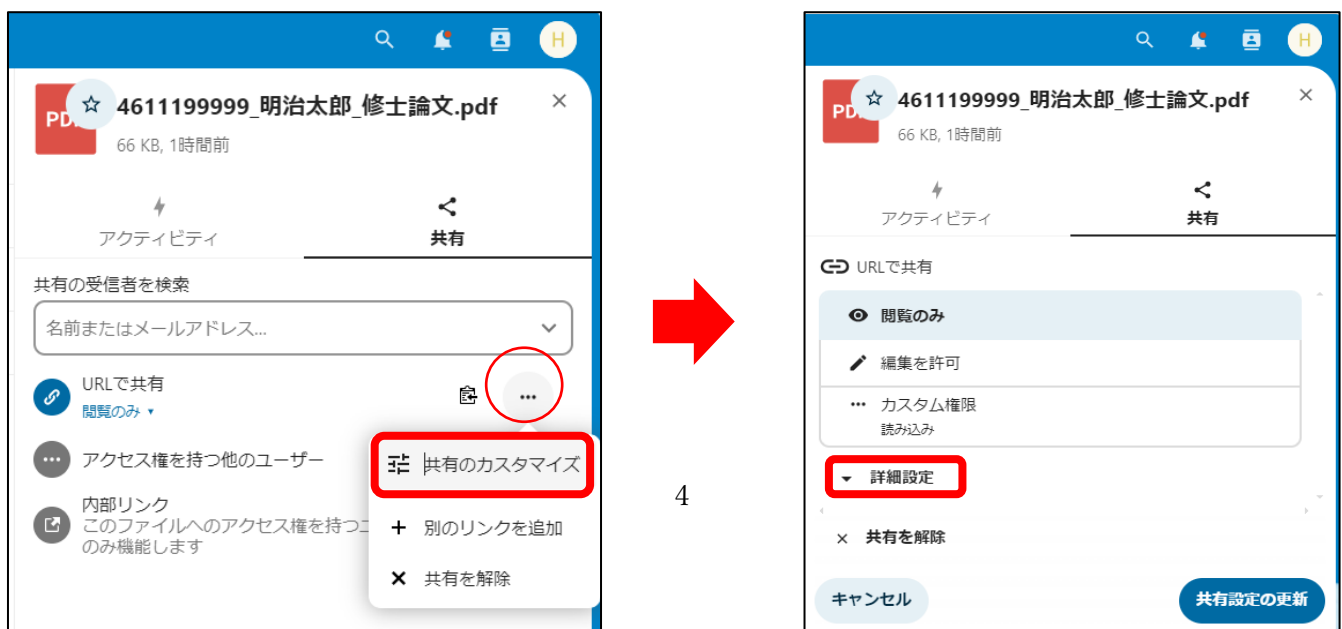 H
PD
4611199999_明治太郎_修士論文.pdf
66 KB, 1時間前
アクティビティ
共有
共有の受信者を検索
名前またはメールアドレス...
URLで共有
閲覧のみ
アクセス権を持つ他のユーザー
内部リンク
このファイルへのアクセス権を持つ
のみ機能します
共有のカスタマイズ
別のリンクを追加
共有を解除
4
H
PD
4611199999_明治太郎_修士論文.pdf
66 KB, 1時間前
アクティビティ
共有
URLで共有
閲覧のみ
編集を許可
カスタム権限
読み込み
詳細設定
共有を解除
キャンセル
共有設定の更新